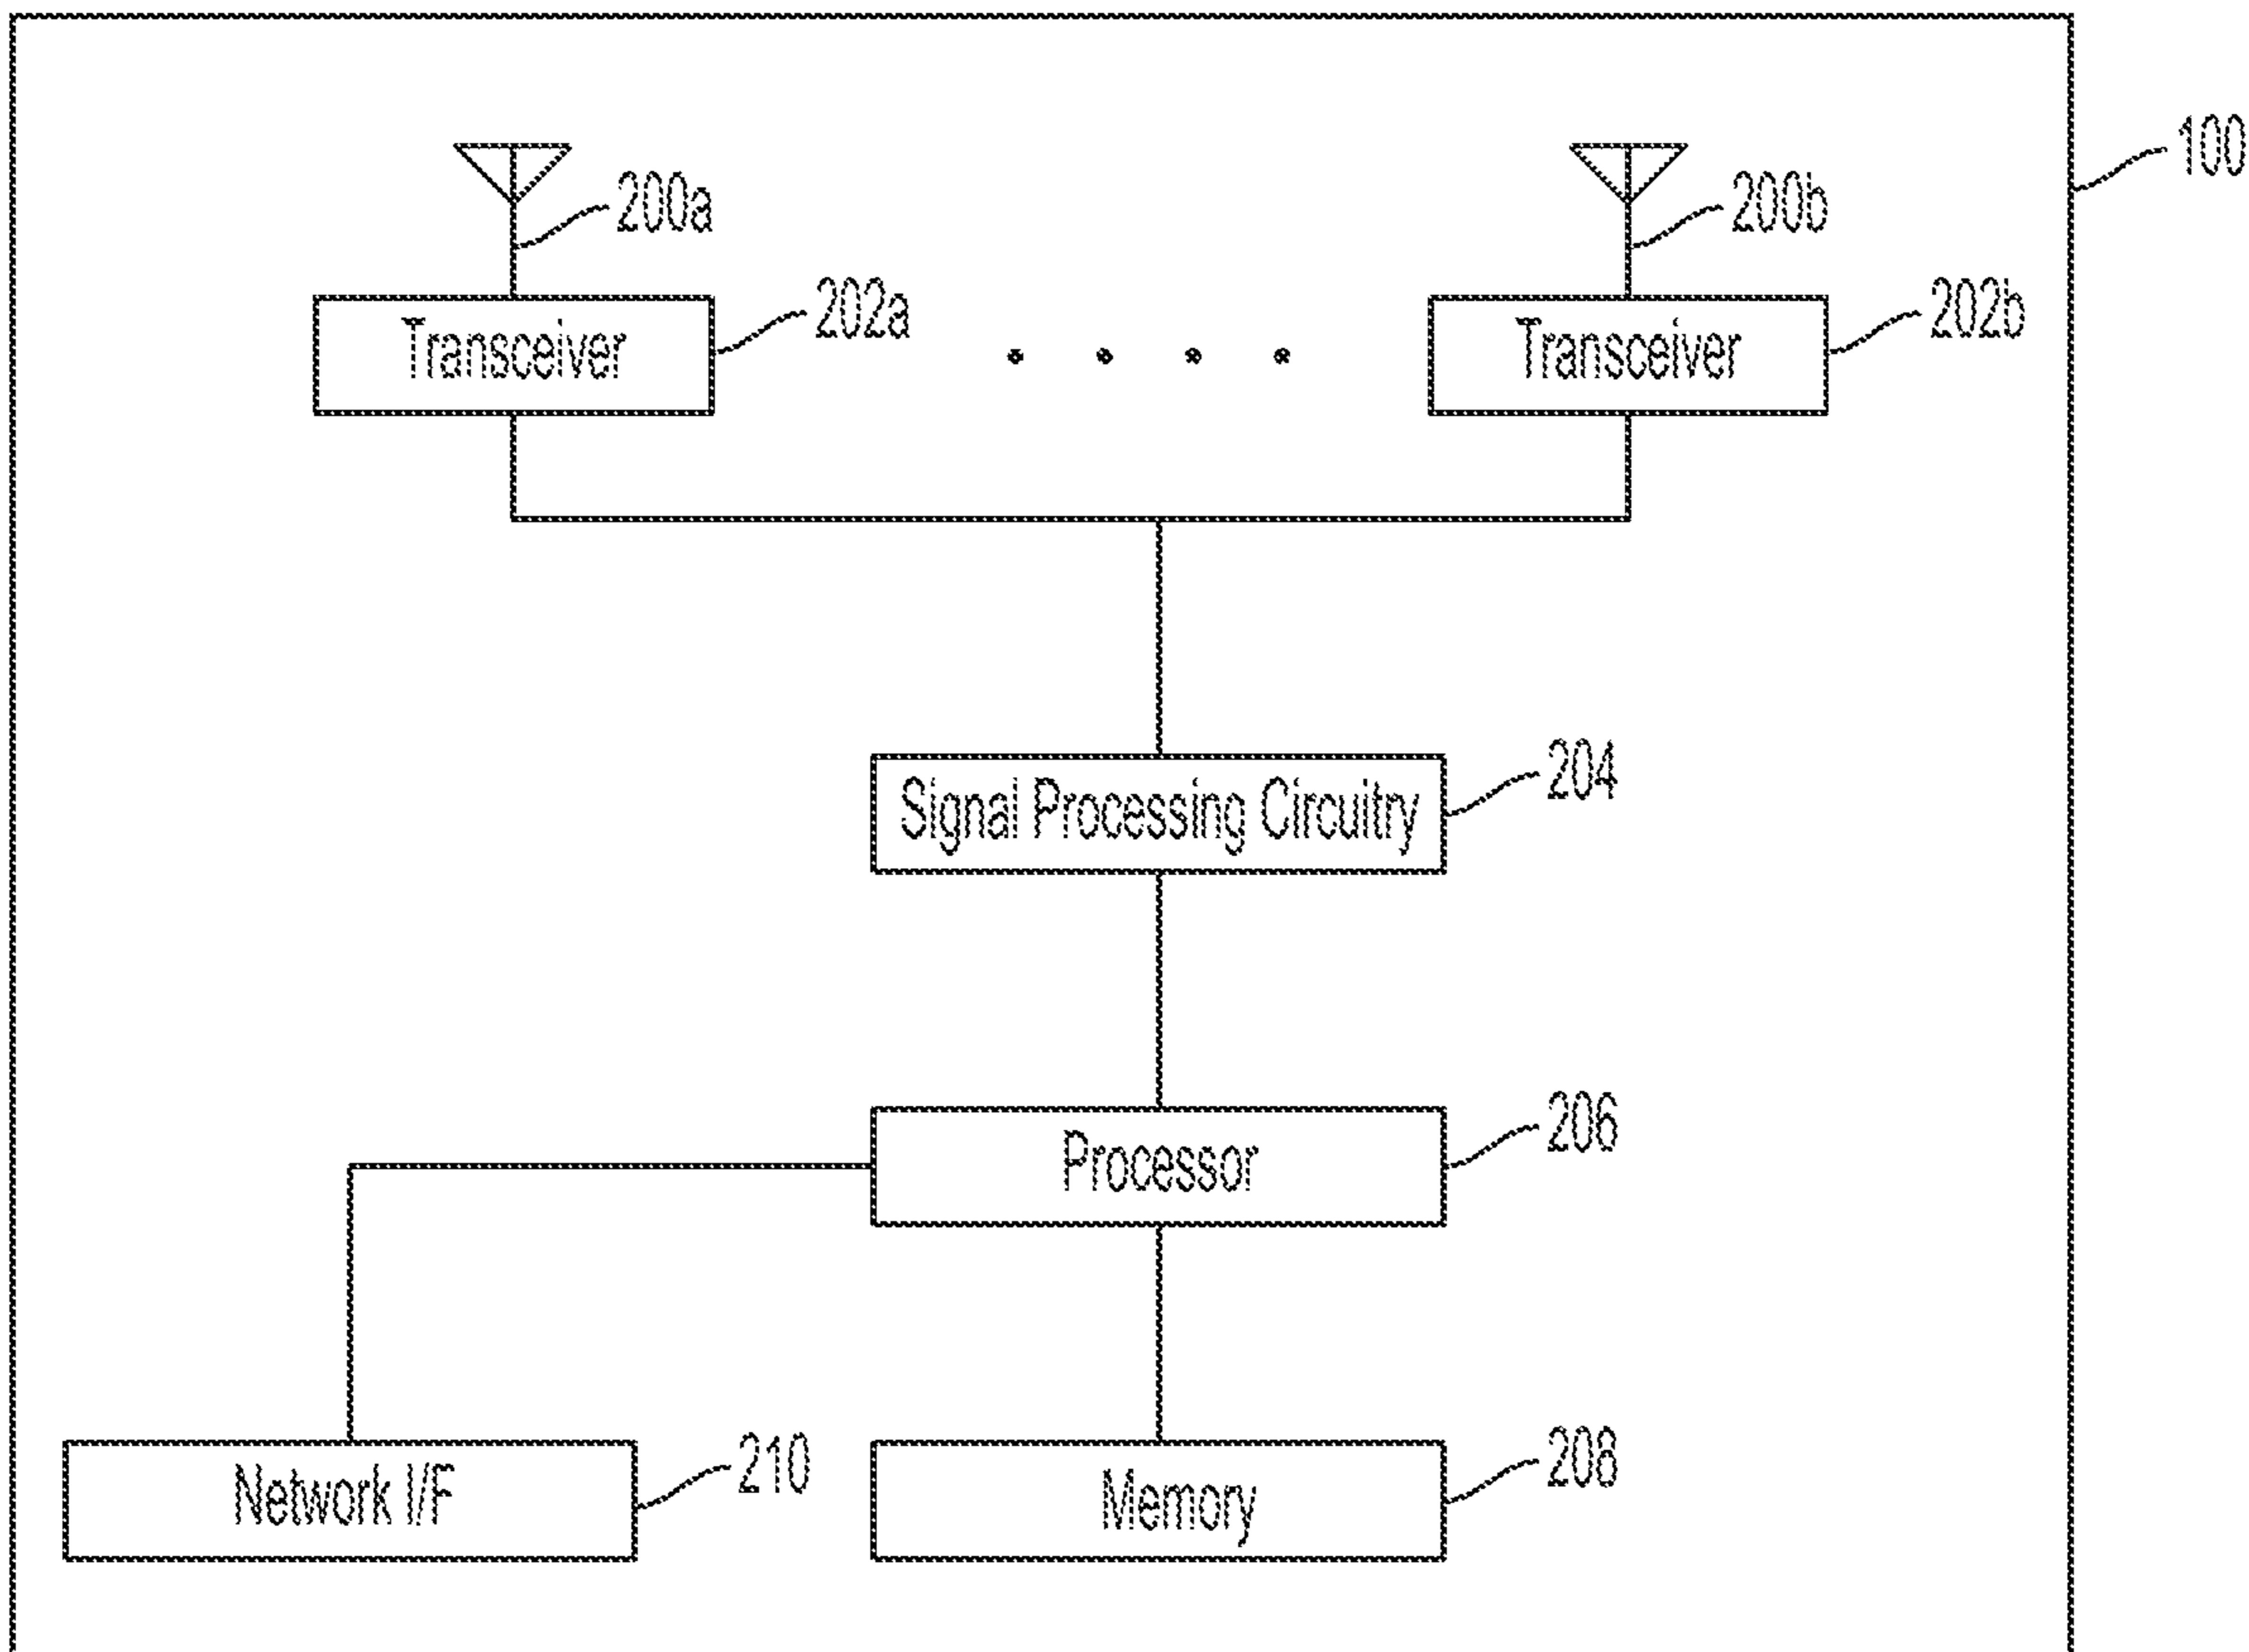 100
200a
200b
Transceiver
202a
Transceiver
202b
Signal Processing Circuitry
204
Processor
206
Network I/F
210
Memory
208